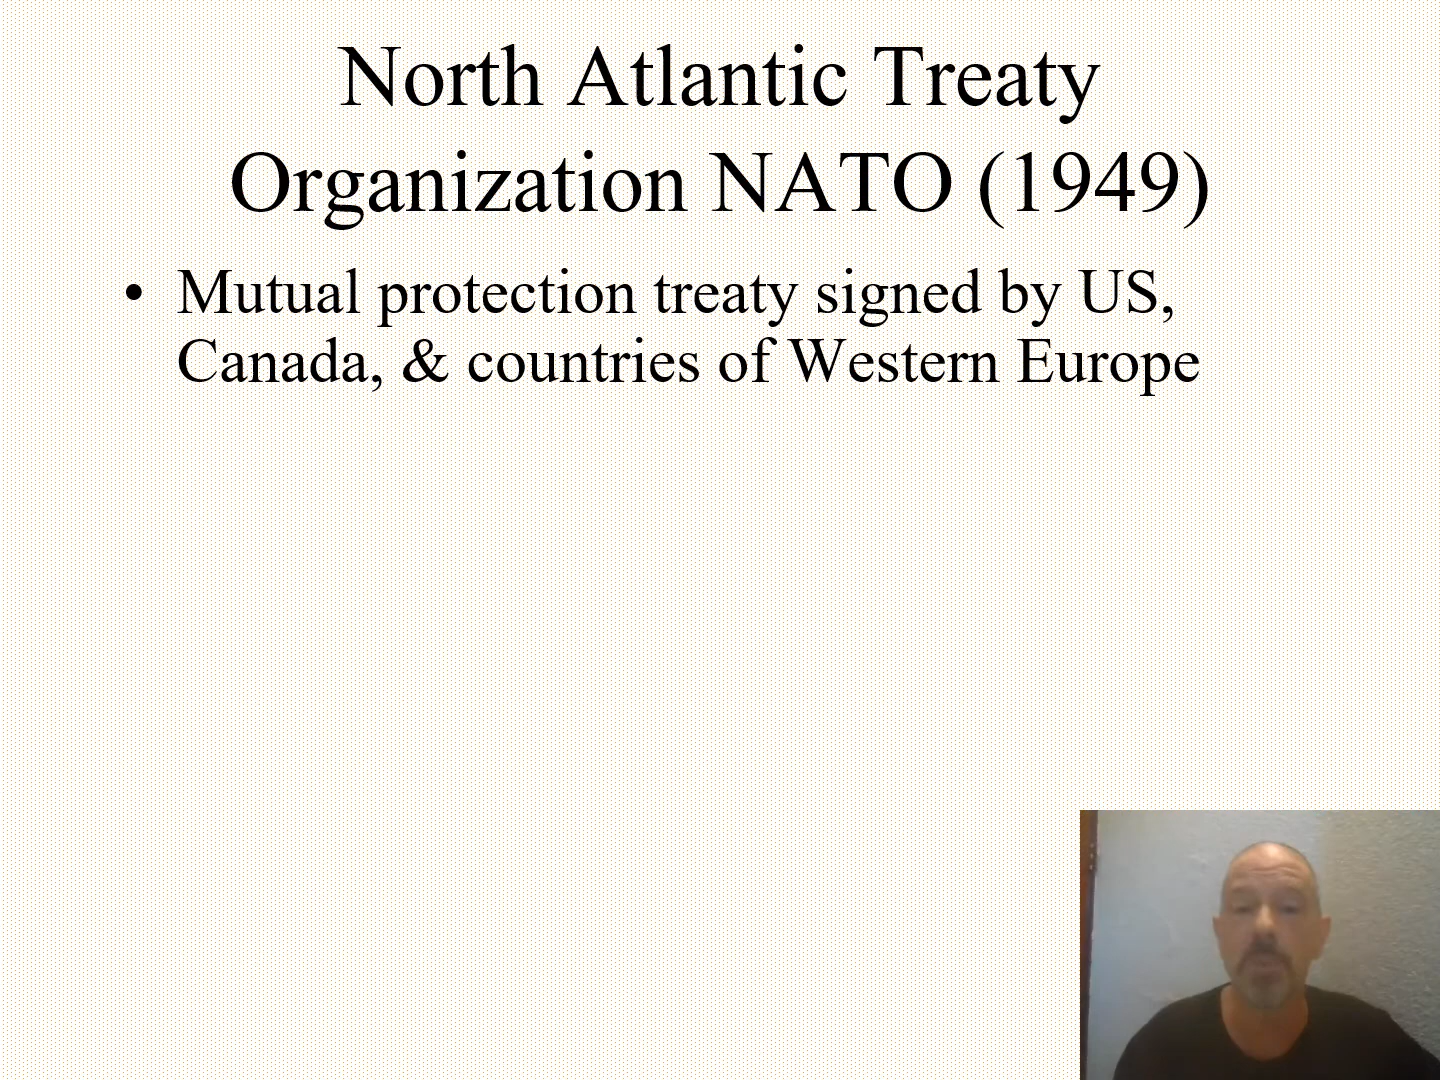 North Atlantic Treaty
Organization NATO (1949)
• Mutual protection treaty signed by US,
Canada, & countries of Western Europe